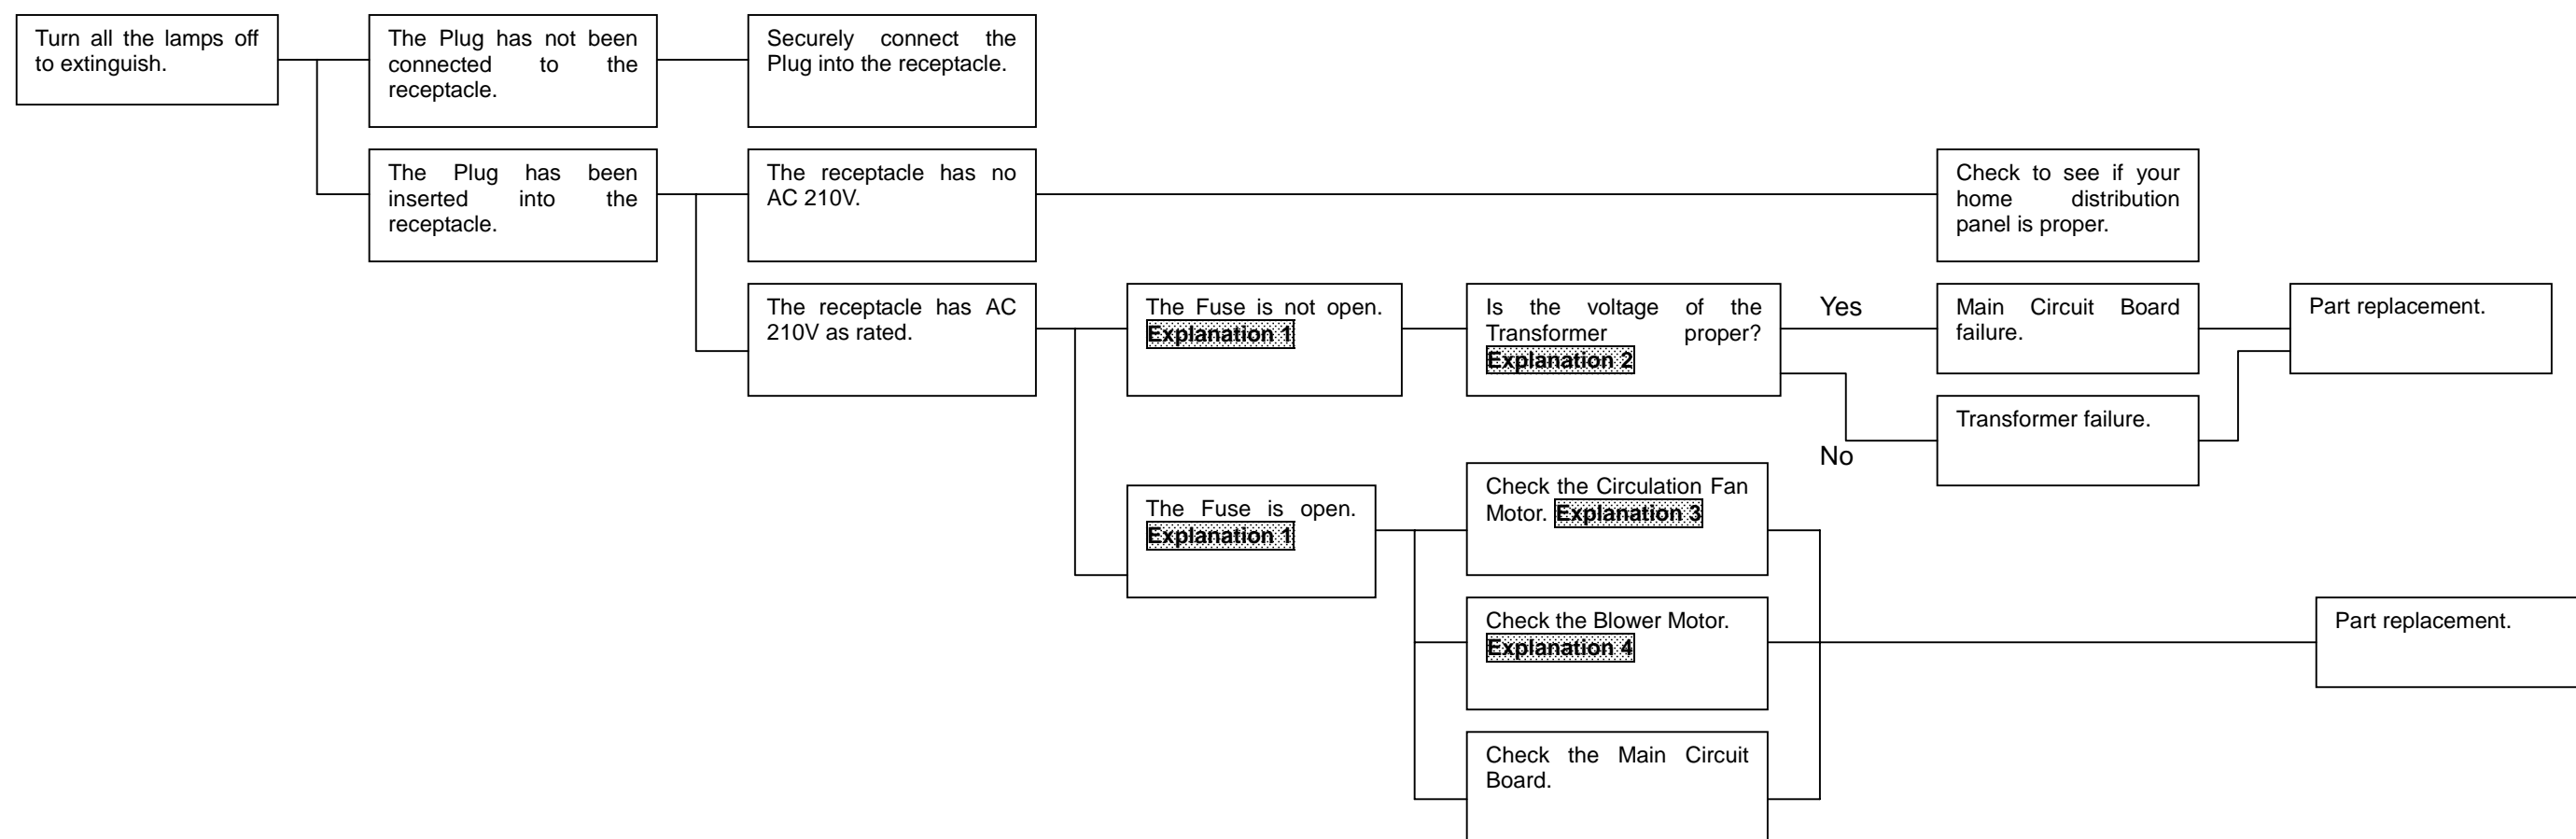 Turn all the lamps off
to extinguish.
The Plug has not been
connected to the
receptacle.
Securely connect the
Plug into the receptacle.
The Plug has been
inserted into the
receptacle.
The receptacle has no
AC 210V.
Check to see if your
home distribution
panel is proper.
The receptacle has AC
210V as rated.
The Fuse is not open.
Explanation 1
Is the voltage of the
Transformer proper?
Explanation 2
Yes
Main Circuit Board
failure.
Part replacement.
No
Transformer failure.
The Fuse is open.
Explanation 1
Check the Circulation Fan
Motor. Explanation 3
Check the Blower Motor.
Explanation 4
Part replacement.
Check the Main Circuit
Board.